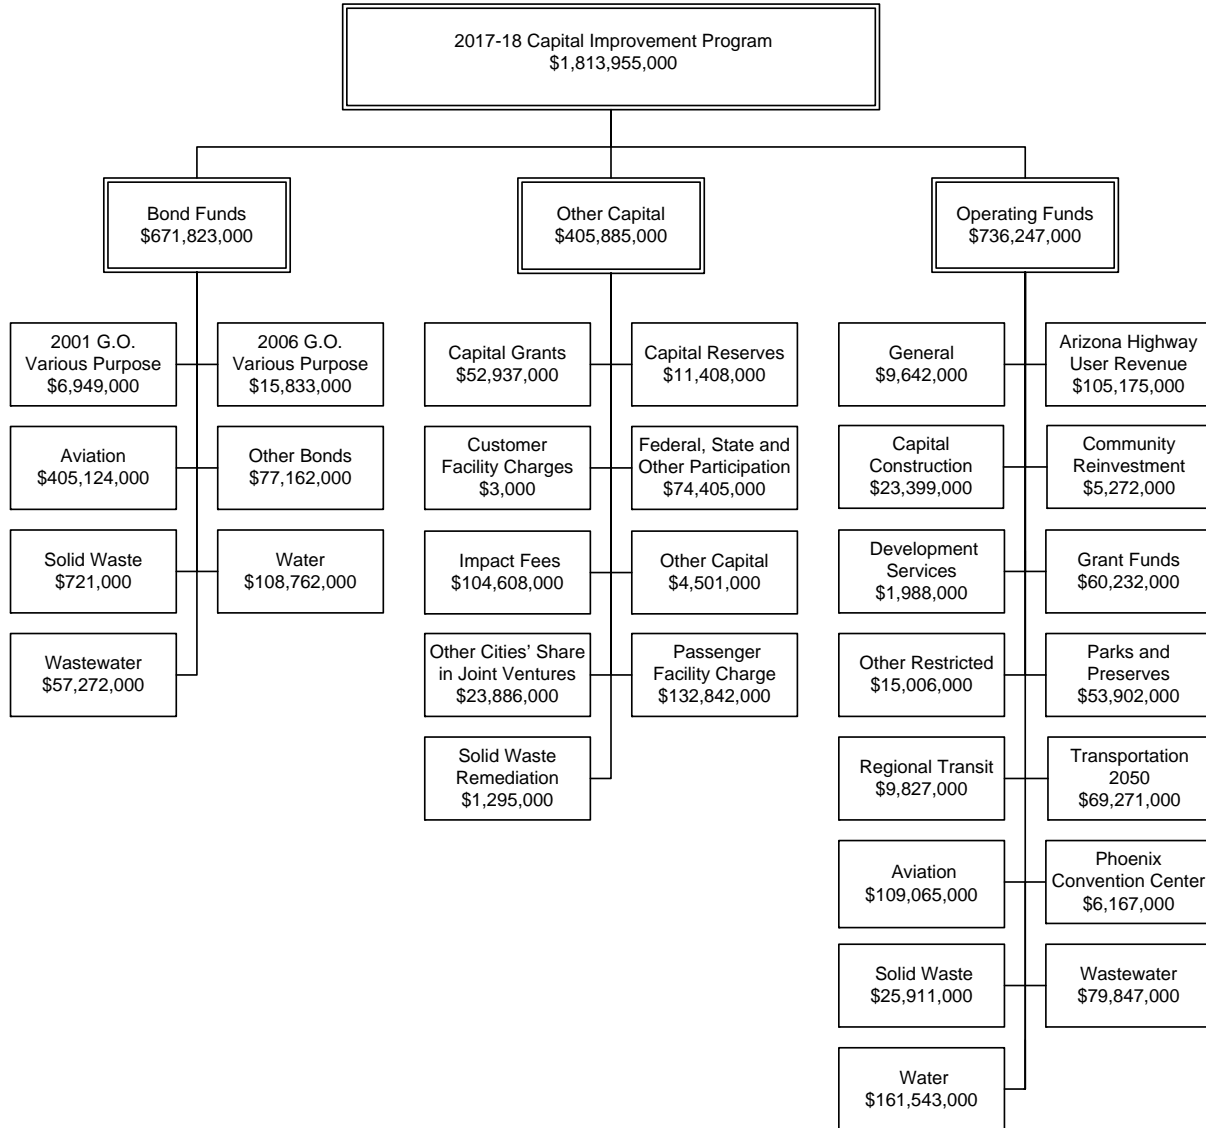 2017-18 Capital Improvement Program
$1,813,955,000
Bond Funds
$671,823,000
2001 G.O.
Various Purpose
$6,949,000
2006 G.O.
Various Purpose
$15,833,000
Aviation
$405,124,000
Other Bonds
$77,162,000
Solid Waste
$721,000
Water
$108,762,000
Wastewater
$57,272,000
Other Capital
$405,885,000
Capital Grants
$52,937,000
Capital Reserves
$11,408,000
Customer
Facility Charges
$3,000
Federal, State and
Other Participation
$74,405,000
Impact Fees
$104,608,000
Other Capital
$4,501,000
Other Cities’ Share
in Joint Ventures
$23,886,000
Passenger
Facility Charge
$132,842,000
Solid Waste
Remediation
$1,295,000
Operating Funds
$736,247,000
General
$9,642,000
Arizona Highway
User Revenue
$105,175,000
Capital
Construction
$23,399,000
Community
Reinvestment
$5,272,000
Development
Services
$1,988,000
Grant Funds
$60,232,000
Other Restricted
$15,006,000
Parks and
Preserves
$53,902,000
Regional Transit
$9,827,000
Transportation
2050
$69,271,000
Aviation
$109,065,000
Phoenix
Convention Center
$6,167,000
Solid Waste
$25,911,000
Wastewater
$79,847,000
Water
$161,543,000